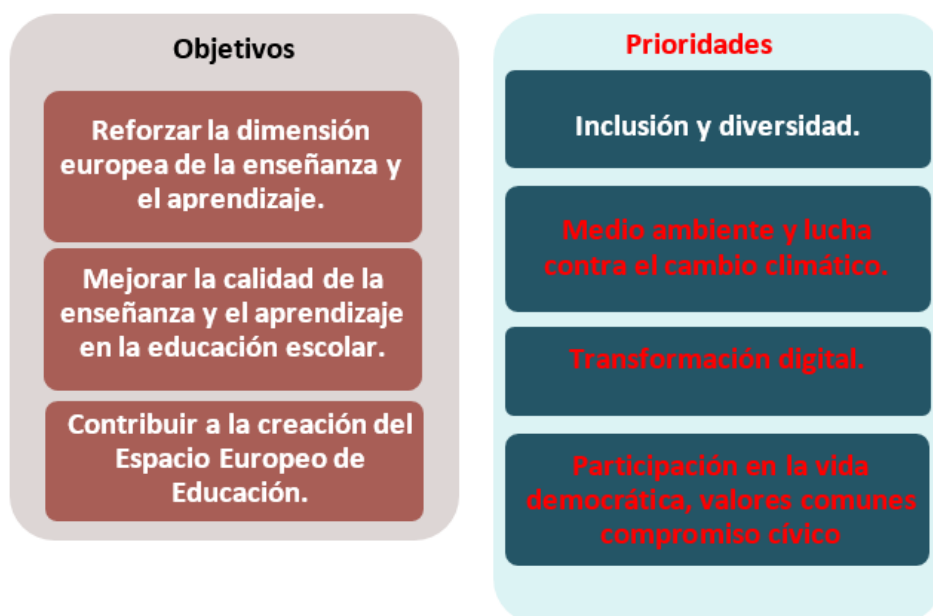 Objetivos
Reforzar la dimensión
europea de la enseñanza y
el aprendizaje.
Mejorar la calidad de la
enseñanza y el aprendizaje
en la educación escolar.
Contribuir a la creación del
Espacio Europeo de
Educación.
Prioridades
Inclusión y diversidad.
Medio ambiente y lucha
contra el cambio climático.
Transformación digital.
Participación en la vida
democrática, valores comunes
compromiso cívico